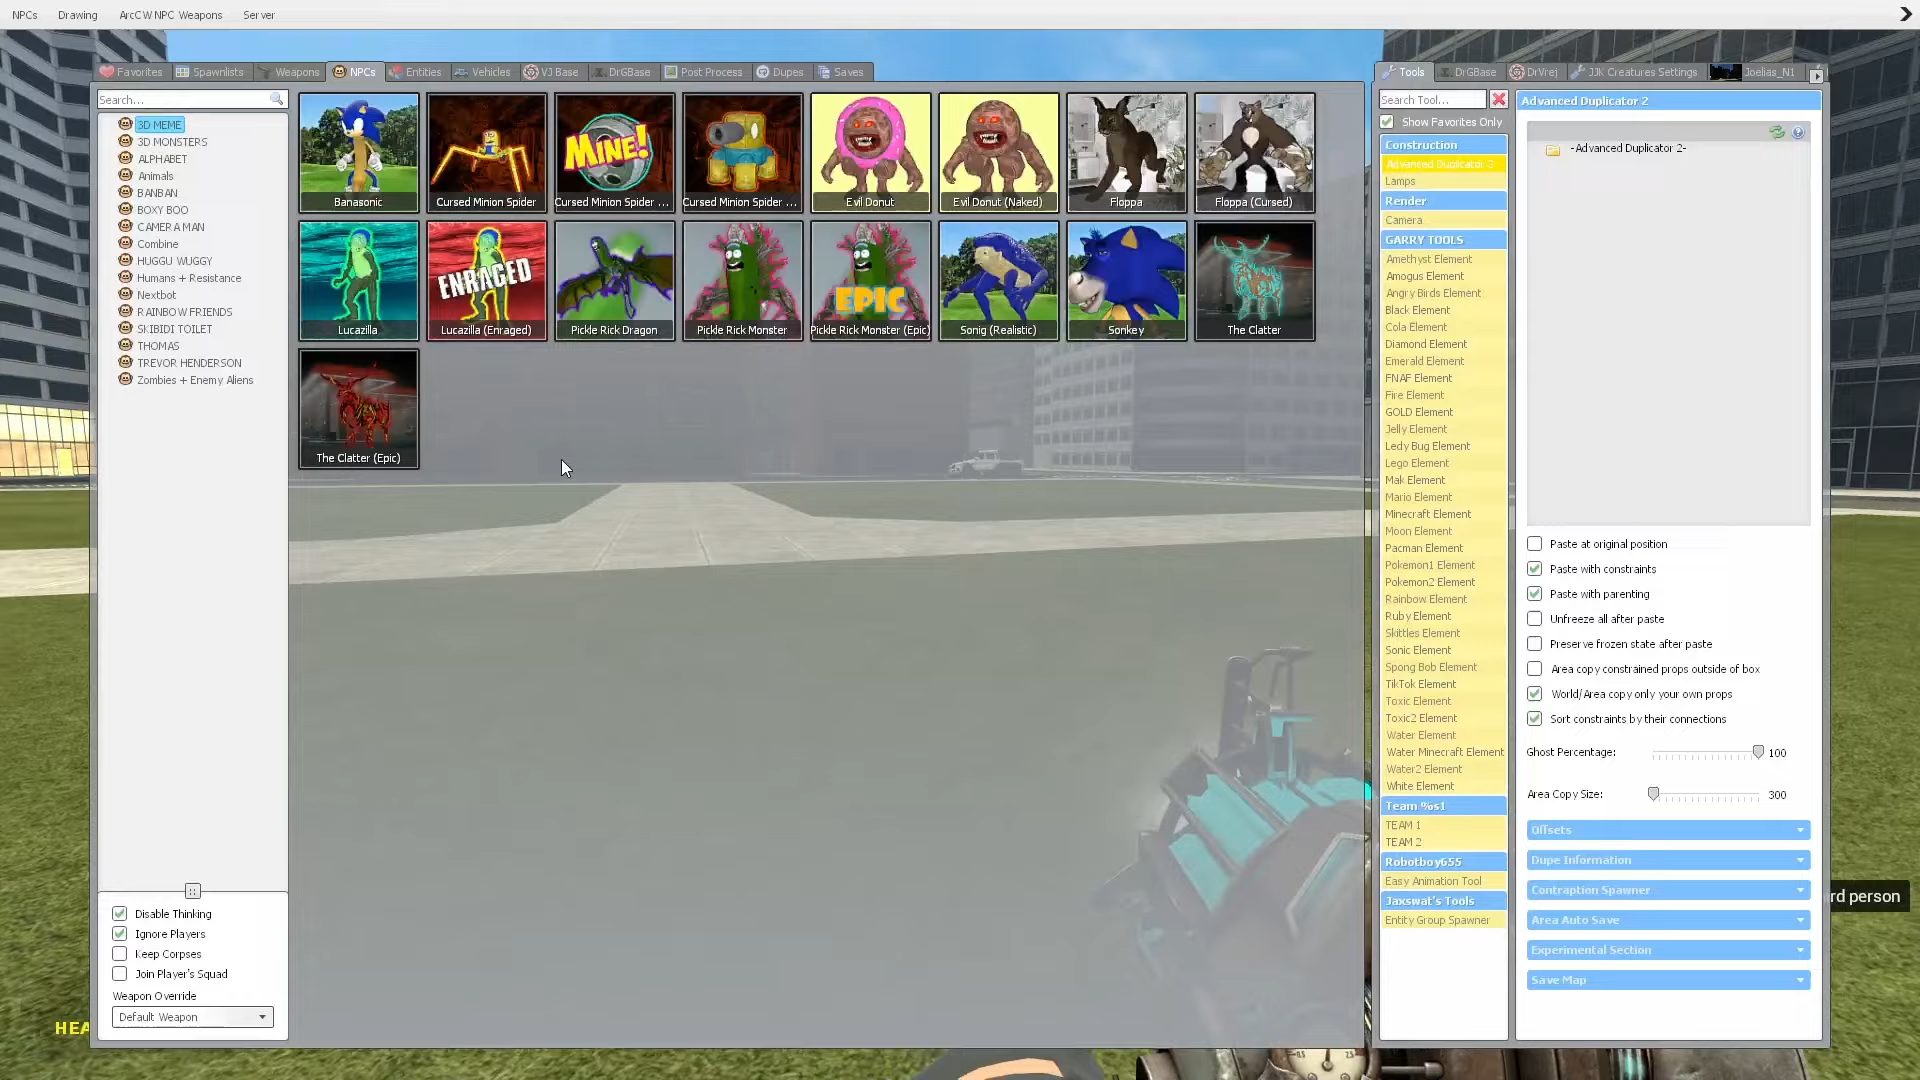 NPCs Drawing ArcCW NPC Weapons Server
Favorites Spawnlists Weapons NPCs Entities Vehicles VJ Base DrGBase Post Process Dupes Saves
Search...
3D MEME
3D MONSTERS
ALPHABET
Animals
BANBAN
BOXY BOO
CAMERA MAN
Combine
HUGGU WUGGY
Humans + Resistance
Nextbot
RAINBOW FRIENDS
SKIBIDI TOILET
THOMAS
TREVOR HENDERSON
Zombies + Enemy Aliens
Disable Thinking
Ignore Players
Keep Corpses
Join Player's Squad
Weapon Override
Default Weapon
HEA
MINE!
Banasonic Cursed Minion Spider Cursed Minion Spider ... Cursed Minion Spider ... Evil Donut Evil Donut (Naked) Floppa Floppa (Cursed)
ENRAGED
EPIC
Lucazilla Lucazilla (Enraged) Pickle Rick Dragon Pickle Rick Monster Pickle Rick Monster (Epic) Sonig (Realistic) Sonkey The Clatter
The Clatter (Epic)
Tools DrGBase DrVrej JJK Creatures Settings Joelias_N1
Search Tool...
Show Favorites Only
Construction
Advanced Duplicator 2
Lamps
Render
Camera
GARRY TOOLS
Amethyst Element
Amogus Element
Angry Birds Element
Black Element
Cola Element
Diamond Element
Emerald Element
FNAF Element
Fire Element
GOLD Element
Jelly Element
Ledy Bug Element
Lego Element
Mak Element
Mario Element
Minecraft Element
Moon Element
Pacman Element
Pokemon1 Element
Pokemon2 Element
Rainbow Element
Ruby Element
Skittles Element
Sonic Element
Spong Bob Element
TikTok Element
Toxic Element
Toxic2 Element
Water Element
Water Minecraft Element
Water2 Element
White Element
Team %s1
TEAM 1
TEAM 2
Robotboy655
Easy Animation Tool
Jaxswat's Tools
Entity Group Spawner
Advanced Duplicator 2
-Advanced Duplicator 2-
Paste at original position
Paste with constraints
Paste with parenting
Unfreeze all after paste
Preserve frozen state after paste
Area copy constrained props outside of box
World/Area copy only your own props
Sort constraints by their connections
Ghost Percentage: 100
Area Copy Size: 300
Offsets
Dupe Information
Contraption Spawner
Area Auto Save
Experimental Section
Save Map
rd person